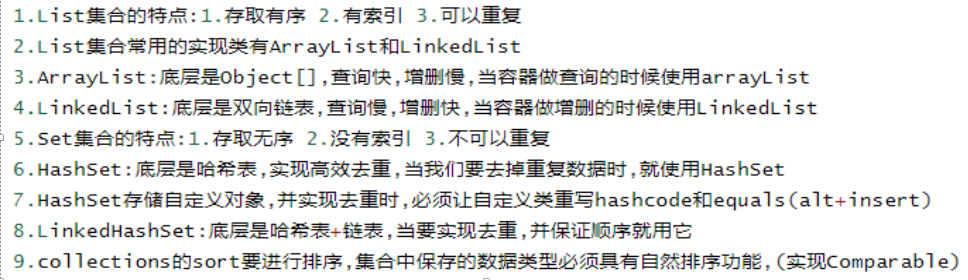 1.List集合的特点:1.存取有序 2.有索引 3.可以重复
2.List集合常用的实现类有ArrayList和LinkedList
3.ArrayList:底层是Object[],查询快,增删慢,当容器做查询的时候使用arrayList
4.LinkedList:底层是双向链表,查询慢,增删快,当容器做增删的时候使用LinkedList
5.Set集合的特点:1.存取无序 2.没有索引 3.不可以重复
6.HashSet:底层是哈希表,实现高效去重,当我们要去掉重复数据时,就使用HashSet
7.HashSet存储自定义对象,并实现去重时,必须让自定义类重写hashcode和equals(alt+insert)
8.LinkedHashSet:底层是哈希表+链表,当要实现去重,并保证顺序就用它
9.collections的sort要进行排序,集合中保存的数据类型必须具有自然排序功能,(实现Comparable)